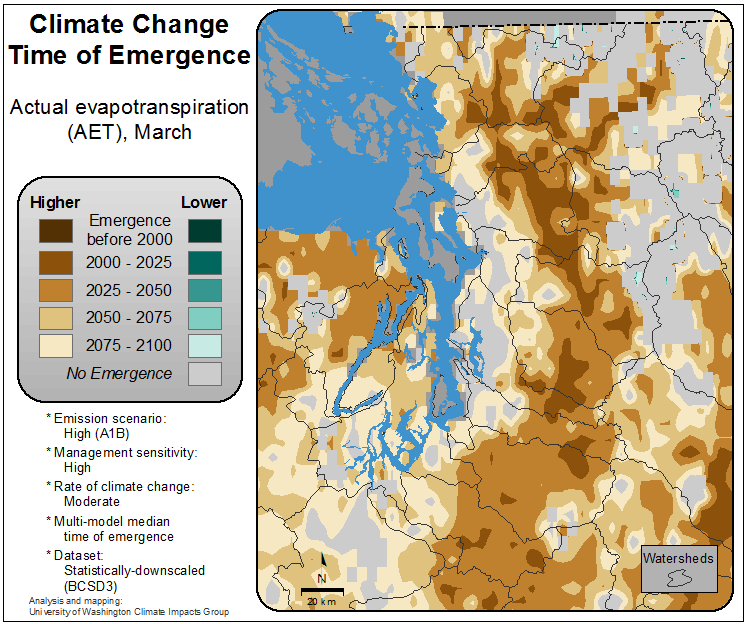 Climate Change
Time of Emergence
Actual evapotranspiration
(AET), March
Higher Lower
Emergence
before 2000
2000 - 2025
2025 - 2050
2050 - 2075
2075 - 2100
No Emergence
* Emission scenario:
High (A1B)
* Management sensitivity:
High
* Rate of climate change:
Moderate
* Multi-model median
time of emergence
* Dataset:
Statistically-downscaled
(BCSD3)
Analysis and mapping:
University of Washington Climate Impacts Group
N
20 km
Watersheds